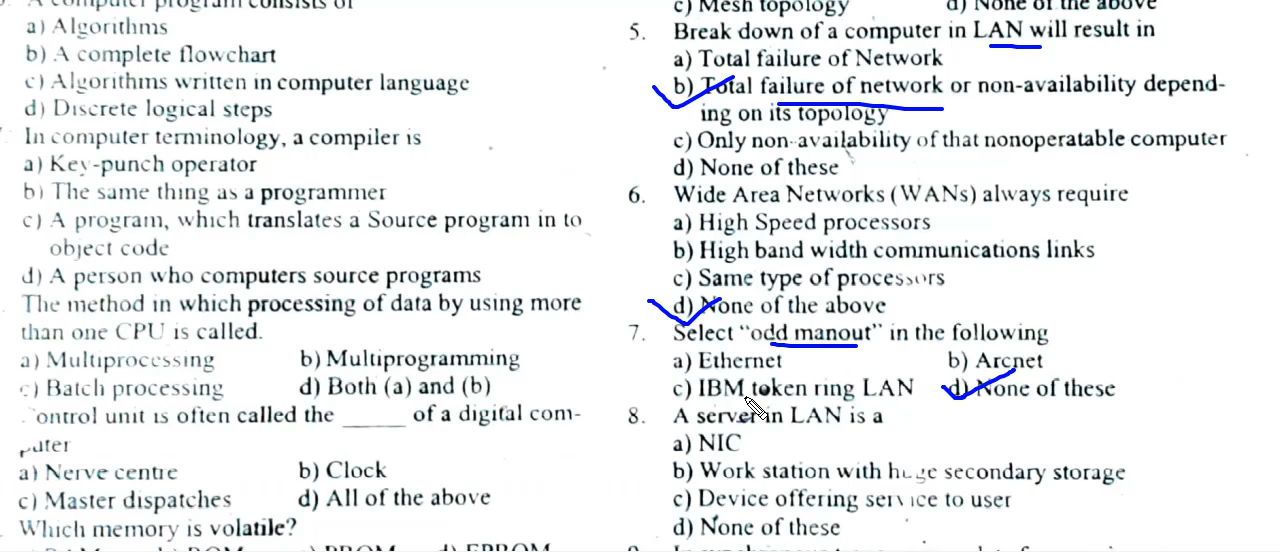 A computer program consists of
a) Algorithms
b) A complete flowchart
c) Algorithms written in computer language
d) Discrete logical steps
In computer terminology, a compiler is
a) Key-punch operator
b) The same thing as a programmer
c) A program, which translates a Source program in to
object code
d) A person who computers source programs
The method in which processing of data by using more
than one CPU is called.
a) Multiprocessing b) Multiprogramming
c) Batch processing d) Both (a) and (b)
Control unit is often called the _____ of a digital com-
puter
a) Nerve centre b) Clock
c) Master dispatches d) All of the above
Which memory is volatile?
c) Mesh topology d) None of the above
5. Break down of a computer in LAN will result in
a) Total failure of Network
b) Total failure of network or non-availability depend-
ing on its topology
c) Only non-availability of that nonoperatable computer
d) None of these
6. Wide Area Networks (WANs) always require
a) High Speed processors
b) High band width communications links
c) Same type of processors
d) None of the above
7. Select "odd manout" in the following
a) Ethernet b) Arcnet
c) IBM token ring LAN d) None of these
8. A server in LAN is a
a) NIC
b) Work station with huge secondary storage
c) Device offering service to user
d) None of these